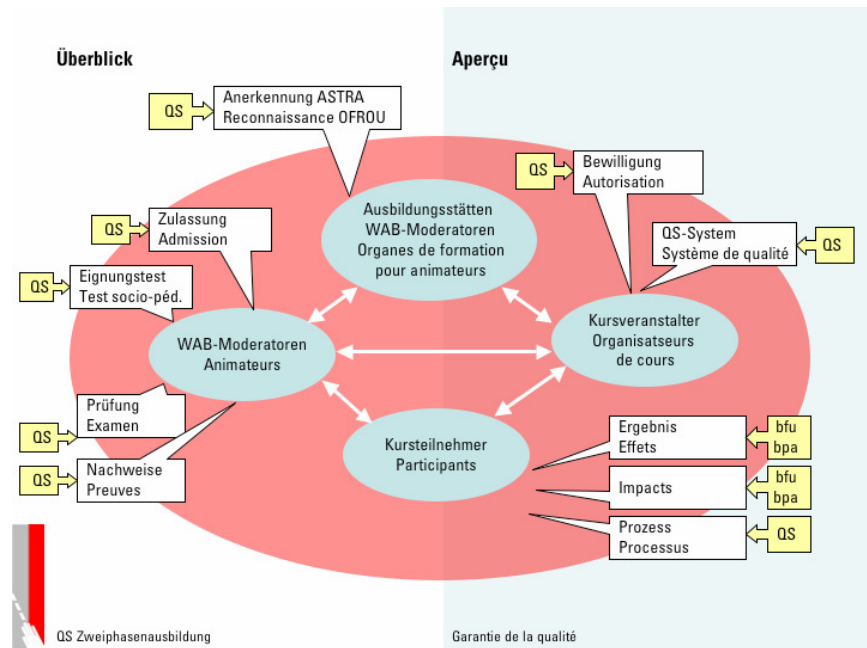 Überblick
Aperçu
QS
Anerkennung ASTRA
Reconnaissance OFROU
QS
Bewilligung
Autorisation
Ausbildungsstätten
WAB-Moderatoren
Organes de formation
pour animateurs
QS
Zulassung
Admission
QS-System
Système de qualité
QS
QS
Eignungstest
Test socio-péd.
WAB-Moderatoren
Animateurs
Kursveranstalter
Organisatseurs
de cours
QS
Prüfung
Examen
Kursteilnehmer
Participants
Ergebnis
Effets
bfu
bpa
QS
Nachweise
Preuves
Impacts
bfu
bpa
Prozess
Processus
QS
QS Zweiphasenausbildung
Garantie de la qualité